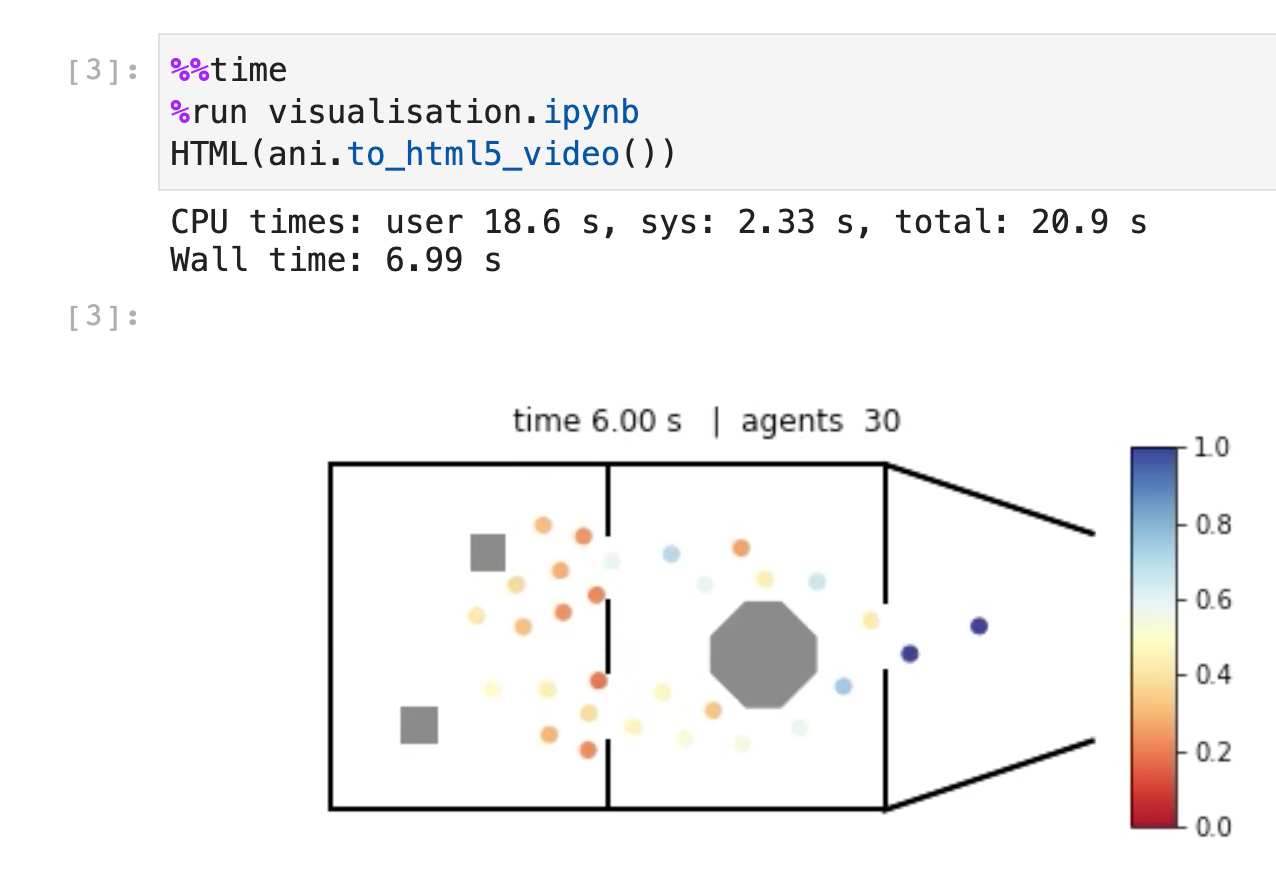 [3]:
%%time
%run visualisation.ipynb
HTML(ani.to_html5_video())
CPU times: user 18.6 s, sys: 2.33 s, total: 20.9 s
Wall time: 6.99 s
[3]:
time 6.00 s | agents 30
1.0
0.8
0.6
0.4
0.2
0.0